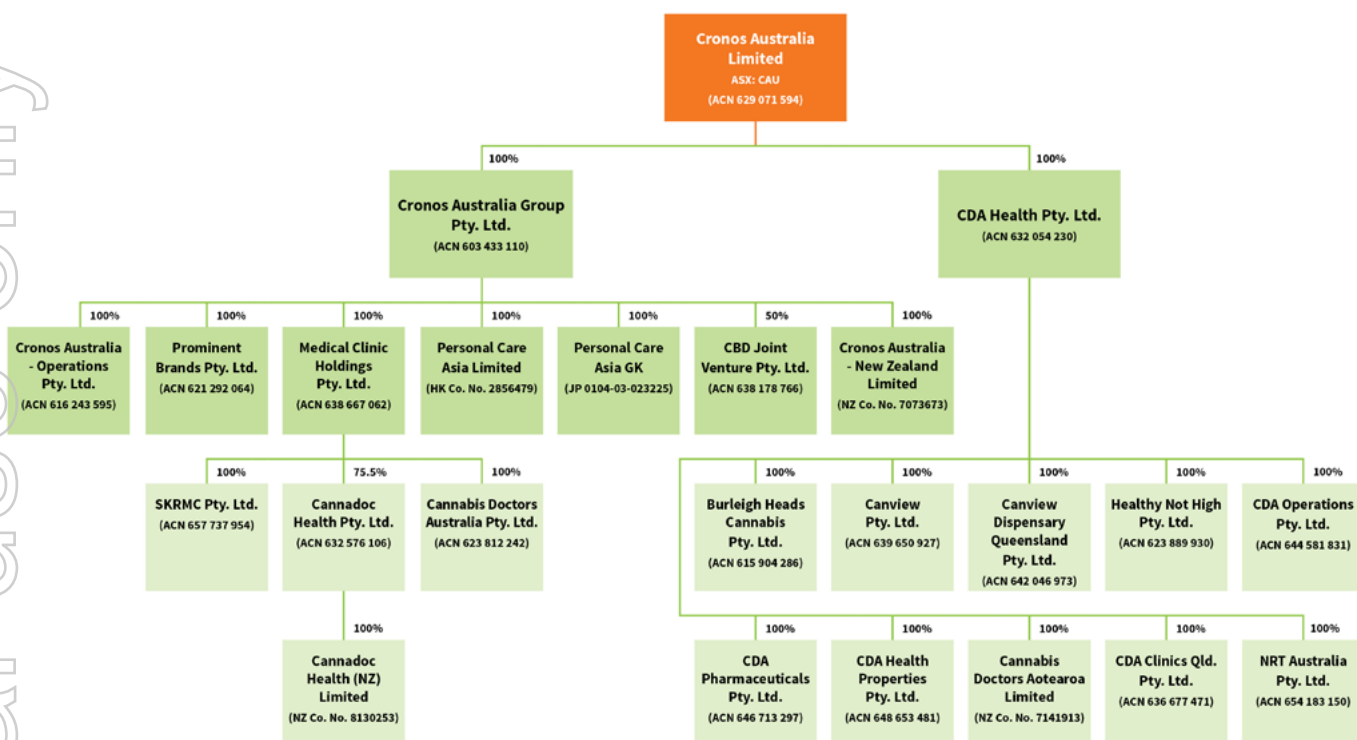 Cronos Australia
Limited
ASX: CAU
(ACN 629 071 594)
100%
100%
Cronos Australia Group
Pty. Ltd.
(ACN 603 433 110)
CDA Health Pty. Ltd.
(ACN 632 054 230)
100%
100%
100%
100%
100%
50%
100%
Cronos Australia
- Operations
Pty. Ltd.
(ACN 616 243 595)
Prominent
Brands Pty. Ltd.
(ACN 621 292 064)
Medical Clinic
Holdings
Pty. Ltd.
(ACN 638 667 062)
Personal Care
Asia Limited
(HK Co. No. 2856479)
Personal Care
Asia GK
(JP 0104-03-023225)
CBD Joint
Venture Pty. Ltd.
(ACN 638 178 766)
Cronos Australia
- New Zealand
Limited
(NZ Co. No. 7073673)
100%
75.5%
100%
100%
100%
100%
100%
100%
SKRMC Pty. Ltd.
(ACN 657 737 954)
Cannadoc
Health Pty. Ltd.
(ACN 632 576 106)
Cannabis Doctors
Australia Pty. Ltd.
(ACN 623 812 242)
Burleigh Heads
Cannabis
Pty. Ltd.
(ACN 615 904 286)
Canview
Pty. Ltd.
(ACN 639 650 927)
Canview
Dispensary
Queensland
Pty. Ltd.
(ACN 642 046 973)
Healthy Not High
Pty. Ltd.
(ACN 623 889 930)
CDA Operations
Pty. Ltd.
(ACN 644 581 831)
100%
100%
100%
100%
100%
100%
Cannadoc
Health (NZ)
Limited
(NZ Co. No. 8130253)
CDA
Pharmaceuticals
Pty. Ltd.
(ACN 646 713 297)
CDA Health
Properties
Pty. Ltd.
(ACN 648 653 481)
Cannabis
Doctors Aotearoa
Limited
(NZ Co. No. 7141913)
CDA Clinics Qld.
Pty. Ltd.
(ACN 636 677 471)
NRT Australia
Pty. Ltd.
(ACN 654 183 150)